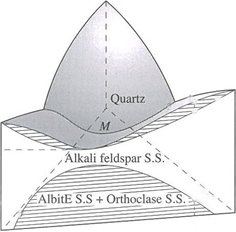 Quartz
M
Alkali feldspar S.S.
AlbitE S.S + Orthoclase S.S.